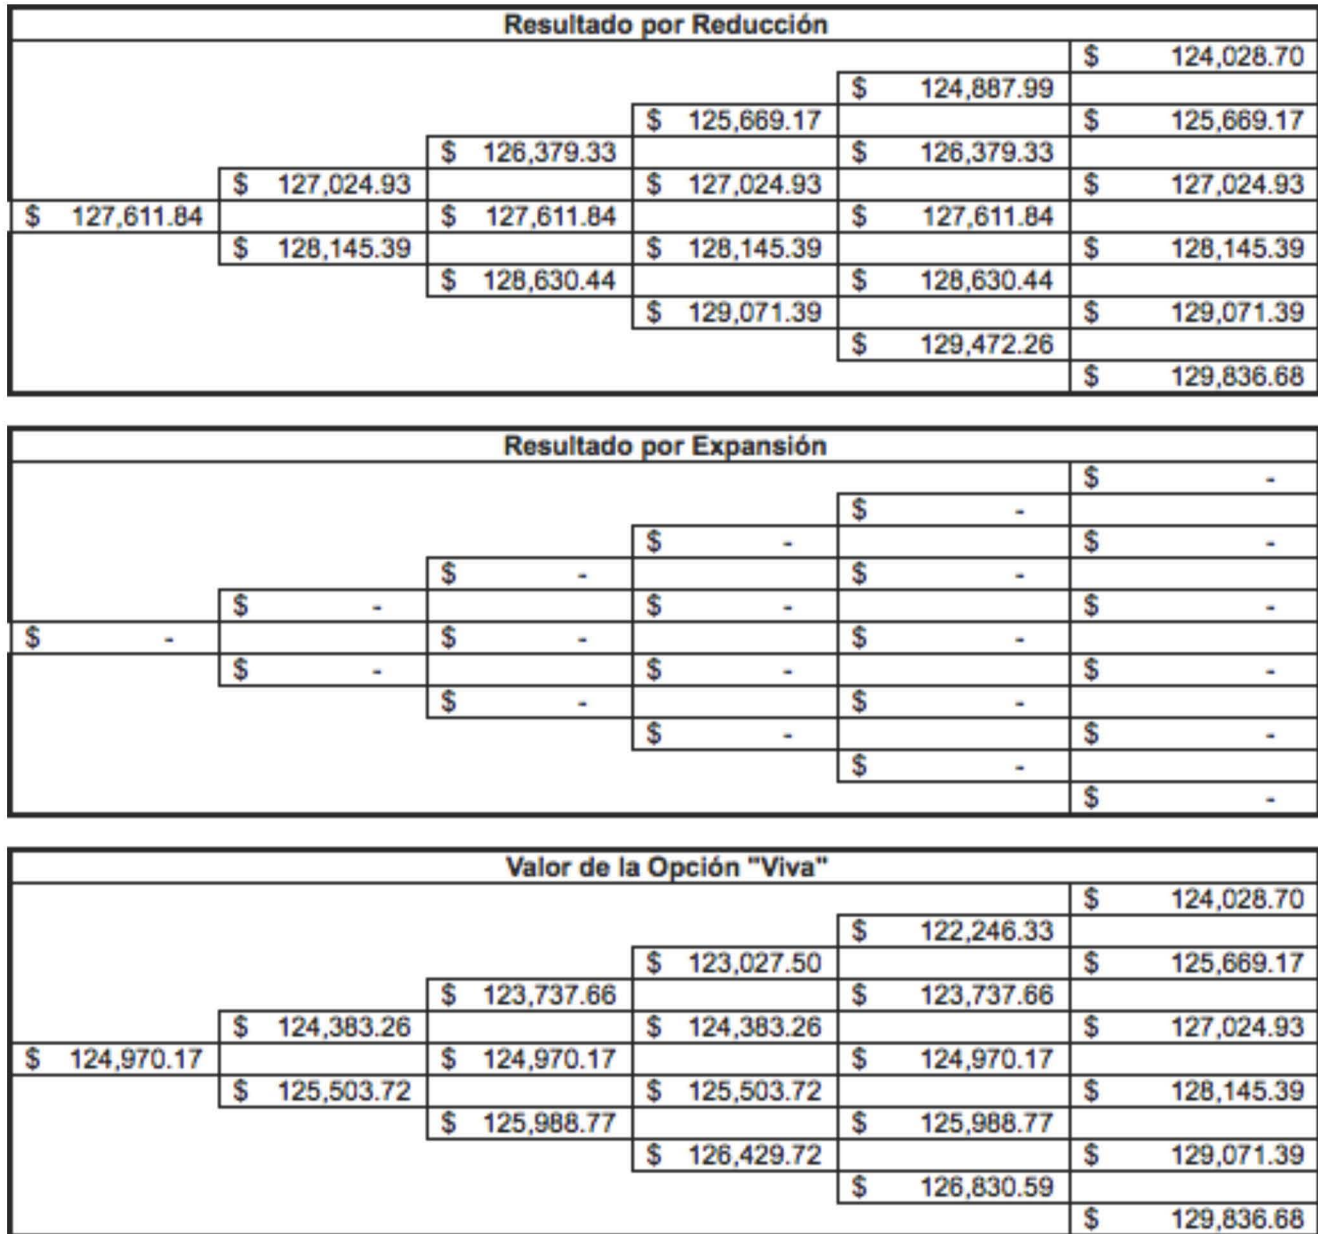 Resultado por Reducción
$ 124,028.70
$ 124,887.99
$ 125,669.17 $ 125,669.17
$ 126,379.33 $ 126,379.33
$ 127,024.93 $ 127,024.93 $ 127,024.93
$ 127,611.84 $ 127,611.84 $ 127,611.84
$ 128,145.39 $ 128,145.39 $ 128,145.39
$ 128,630.44 $ 128,630.44
$ 129,071.39 $ 129,071.39
$ 129,472.26
$ 129,836.68
Resultado por Expansión
$ -
$ -
$ - $ -
$ - $ -
$ - $ - $ -
$ - $ - $ -
$ - $ - $ -
$ - $ -
$ - $ -
$ -
$ -
Valor de la Opción "Viva"
$ 124,028.70
$ 122,246.33
$ 123,027.50 $ 125,669.17
$ 123,737.66 $ 123,737.66
$ 124,383.26 $ 124,383.26 $ 127,024.93
$ 124,970.17 $ 124,970.17 $ 124,970.17
$ 125,503.72 $ 125,503.72 $ 128,145.39
$ 125,988.77 $ 125,988.77
$ 126,429.72 $ 129,071.39
$ 126,830.59
$ 129,836.68